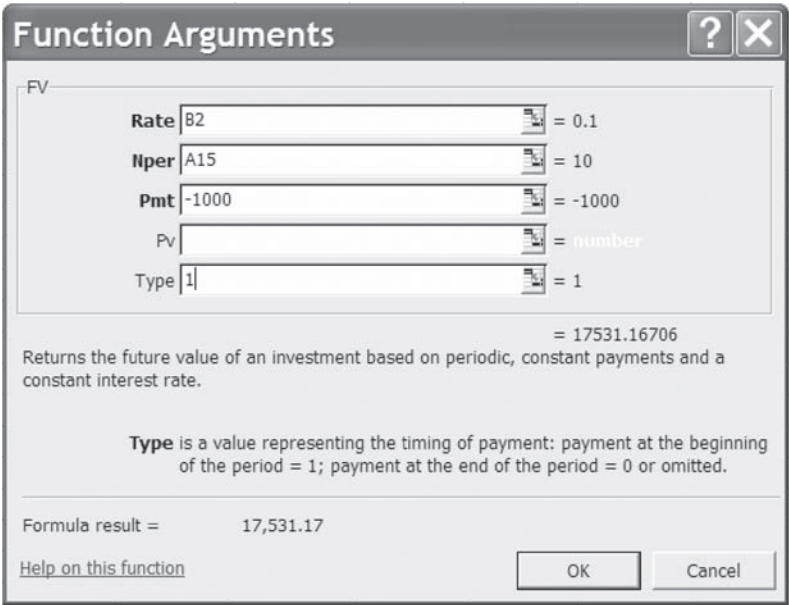 Function Arguments ? X
FV
Rate B2 = 0.1
Nper A15 = 10
Pmt -1000 = -1000
Pv = number
Type 1 = 1
= 17531.16706
Returns the future value of an investment based on periodic, constant payments and a
constant interest rate.
Type is a value representing the timing of payment: payment at the beginning
of the period = 1; payment at the end of the period = 0 or omitted.
Formula result = 17,531.17
Help on this function OK Cancel